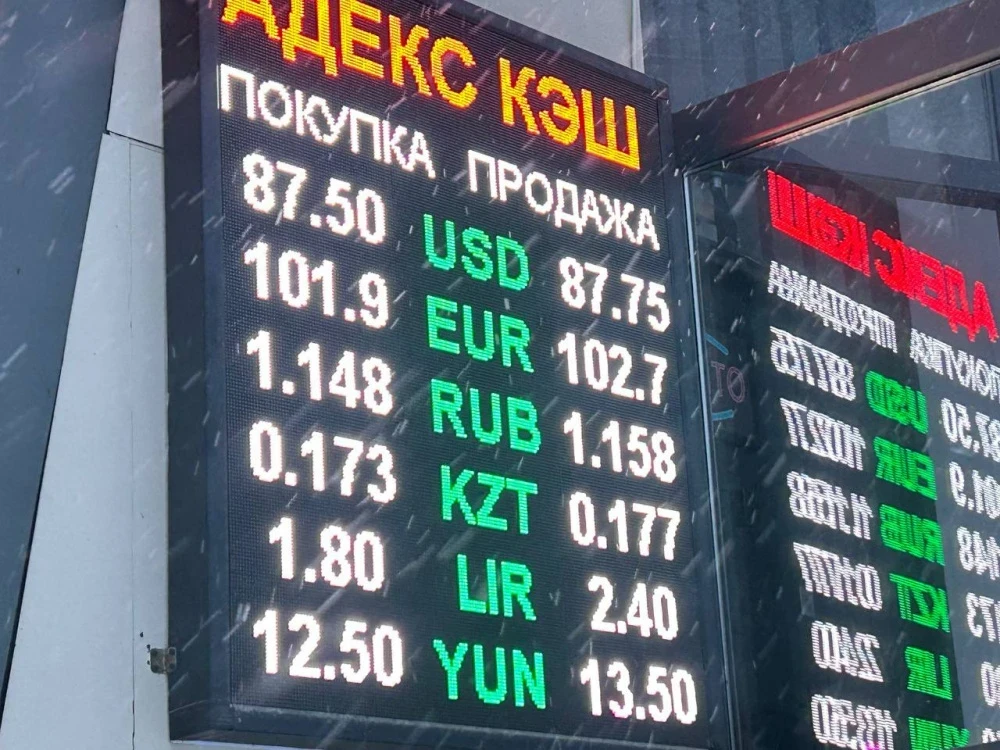 АДЕКС КЭШ
ПОКУПКА ПРОДАЖА
87.50 USD 87.75
101.9 EUR 102.7
1.148 RUB 1.158
0.173 KZT 0.177
1.80 LIR 2.40
12.50 YUN 13.50